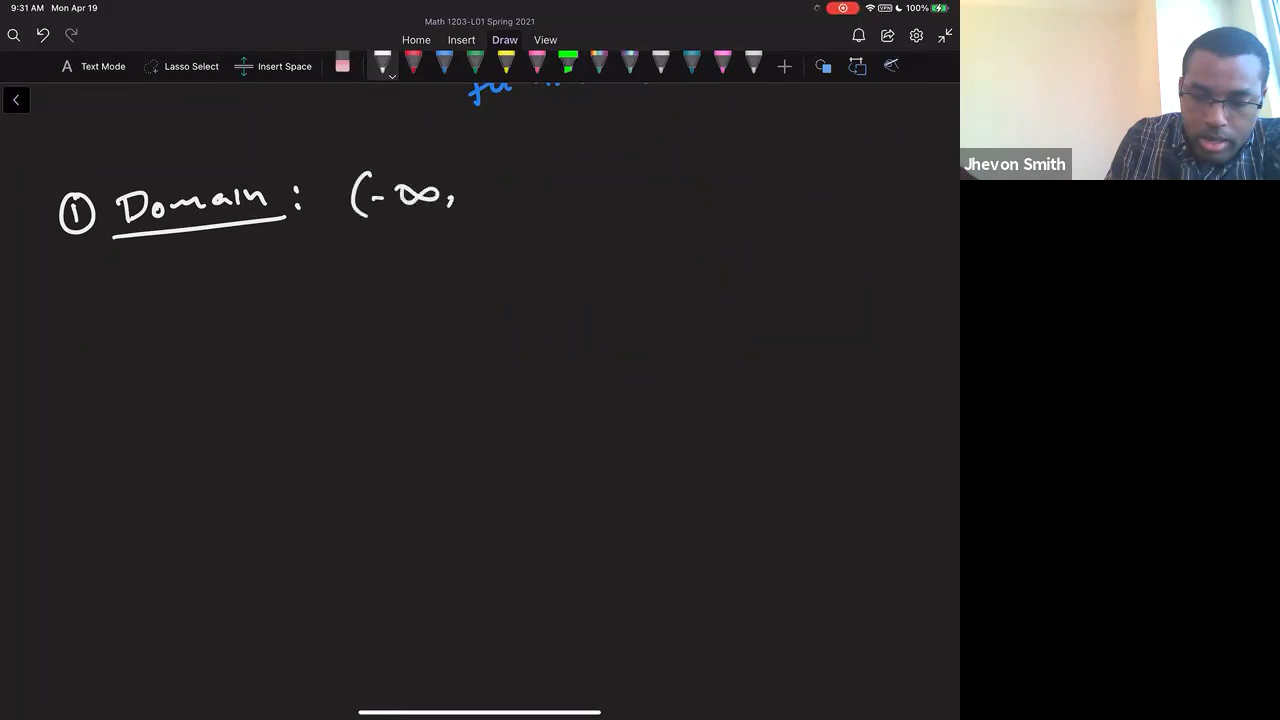 9:31 AM Mon Apr 19
100%
VPN
Math 1203-L01 Spring 2021
Home Insert Draw View
A Text Mode Lasso Select Insert Space
① Domain : (-∞,
Jhevon Smith